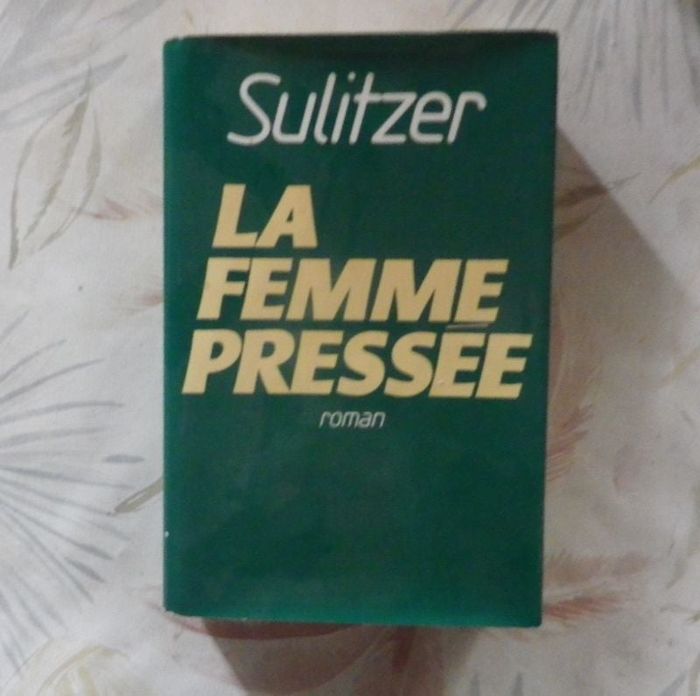 Sulitzer
LA
FEMME
PRESSÉE
roman